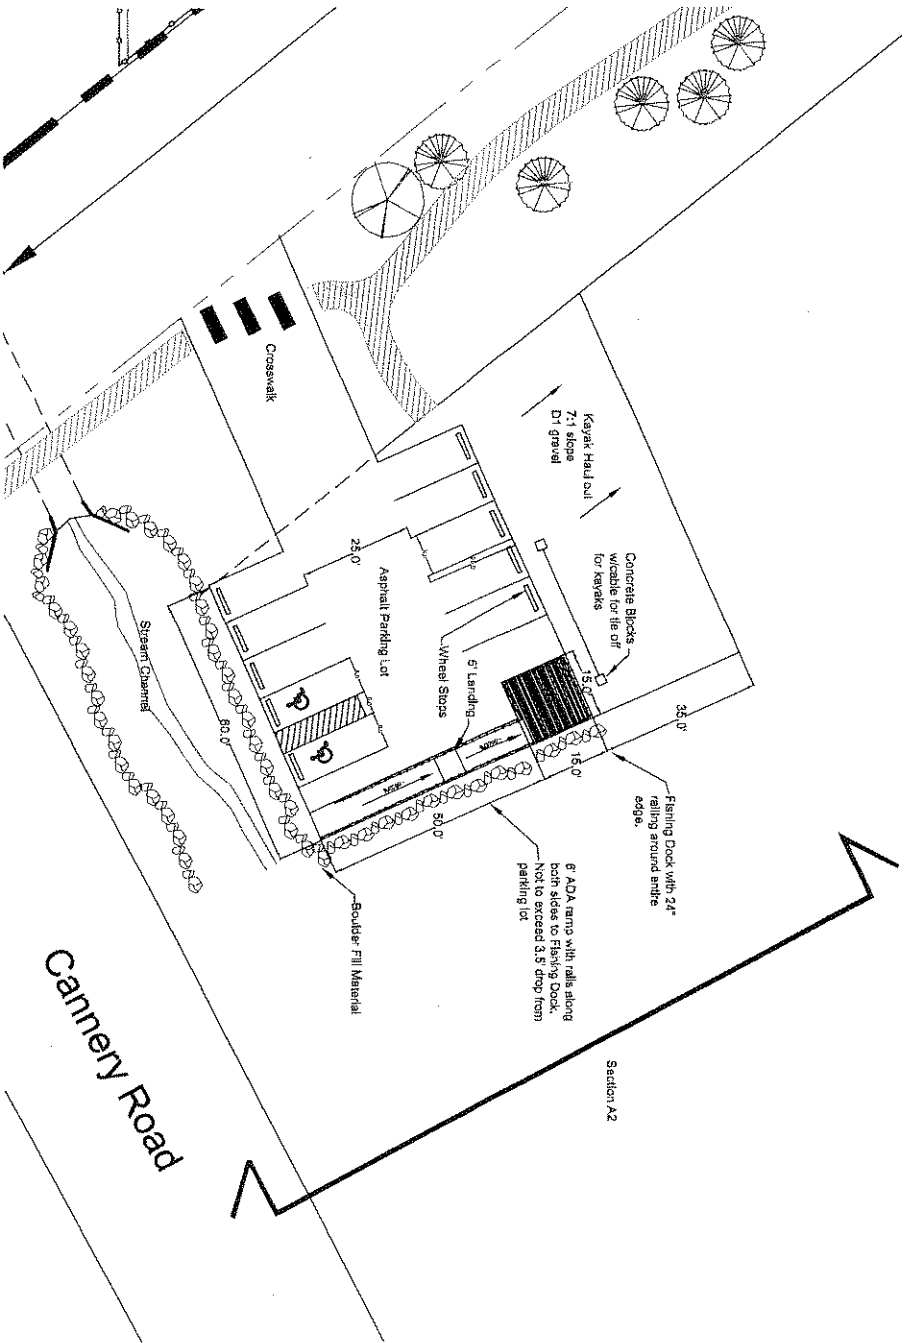 Crosswalk
Kayak Haul out
7:1 slope
D1 gravel
Concrete Blocks
w/cable for tie off
for kayaks
25.0'
Asphalt Parking Lot
Wheel Stops
5' Landing
15.0'
35.0'
15.0'
Fishing Dock with 24"
railing around entire
edge.
50.0'
6' ADA ramp with rails along
both sides to Fishing Dock,
Not to exceed 3.5' drop from
parking lot
60.0'
Stream Channel
Boulder Fill Material
Section A2
Cannery Road